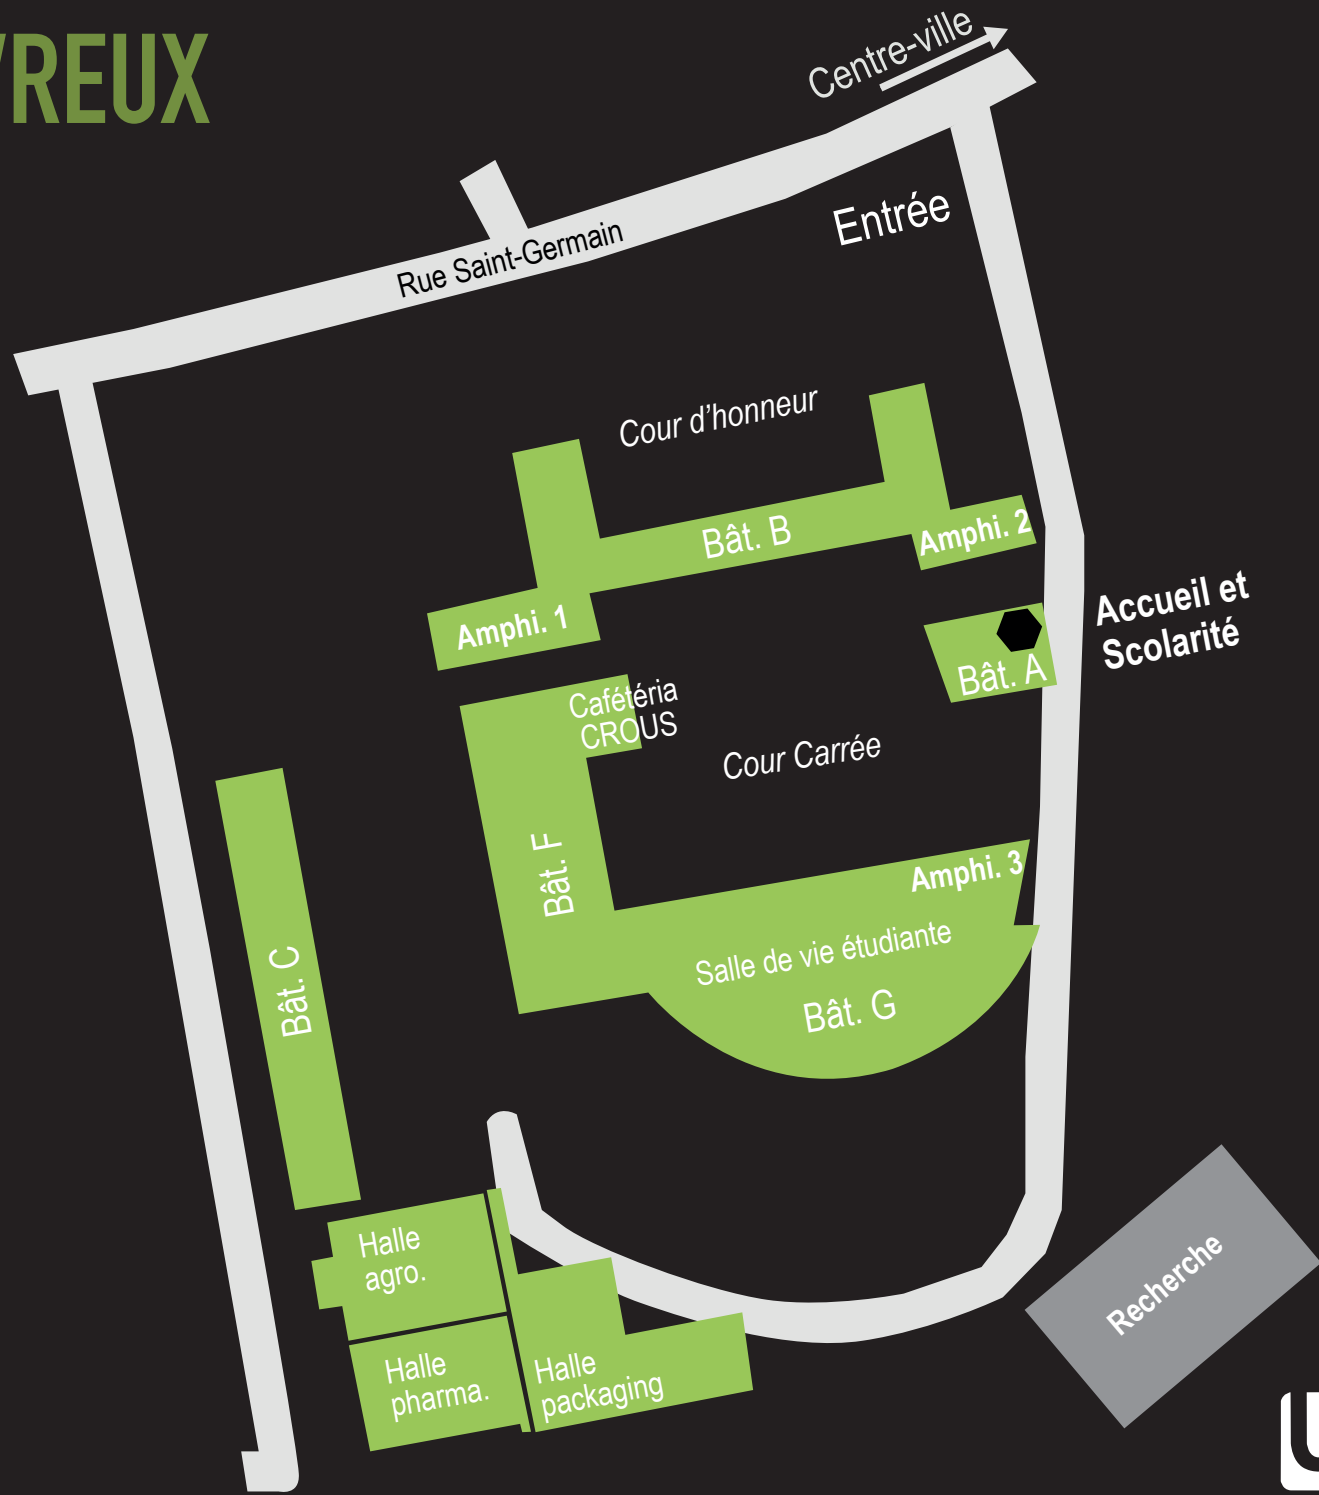 VREUX
Centre-ville
Entrée
Rue Saint-Germain
Cour d’honneur
Bât. B
Amphi. 2
Accueil et
Scolarité
Amphi. 1
Bât. A
Cafétéria
CROUS
Cour Carrée
Bât. F
Amphi. 3
Salle de vie étudiante
Bât. G
Bât. C
Halle
agro.
Recherche
Halle
pharma.
Halle
packaging